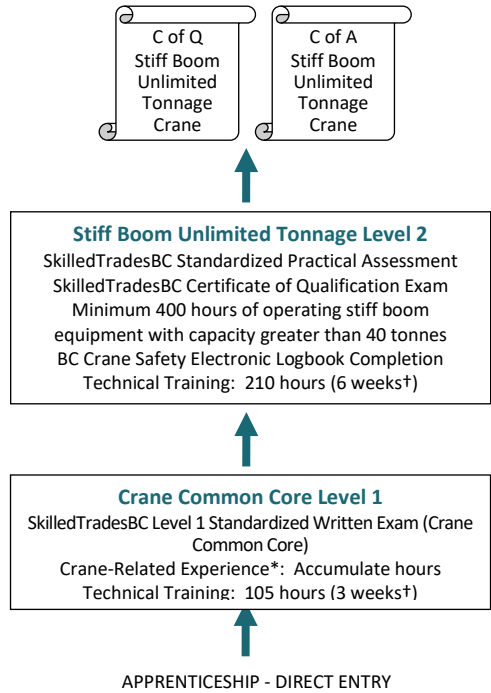 C of Q
Stiff Boom
Unlimited
Tonnage
Crane
C of A
Stiff Boom
Unlimited
Tonnage
Crane
Stiff Boom Unlimited Tonnage Level 2
SkilledTradesBC Standardized Practical Assessment
SkilledTradesBC Certificate of Qualification Exam
Minimum 400 hours of operating stiff boom
equipment with capacity greater than 40 tonnes
BC Crane Safety Electronic Logbook Completion
Technical Training: 210 hours (6 weeks†)
Crane Common Core Level 1
SkilledTradesBC Level 1 Standardized Written Exam (Crane
Common Core)
Crane-Related Experience*: Accumulate hours
Technical Training: 105 hours (3 weeks†)
APPRENTICESHIP - DIRECT ENTRY